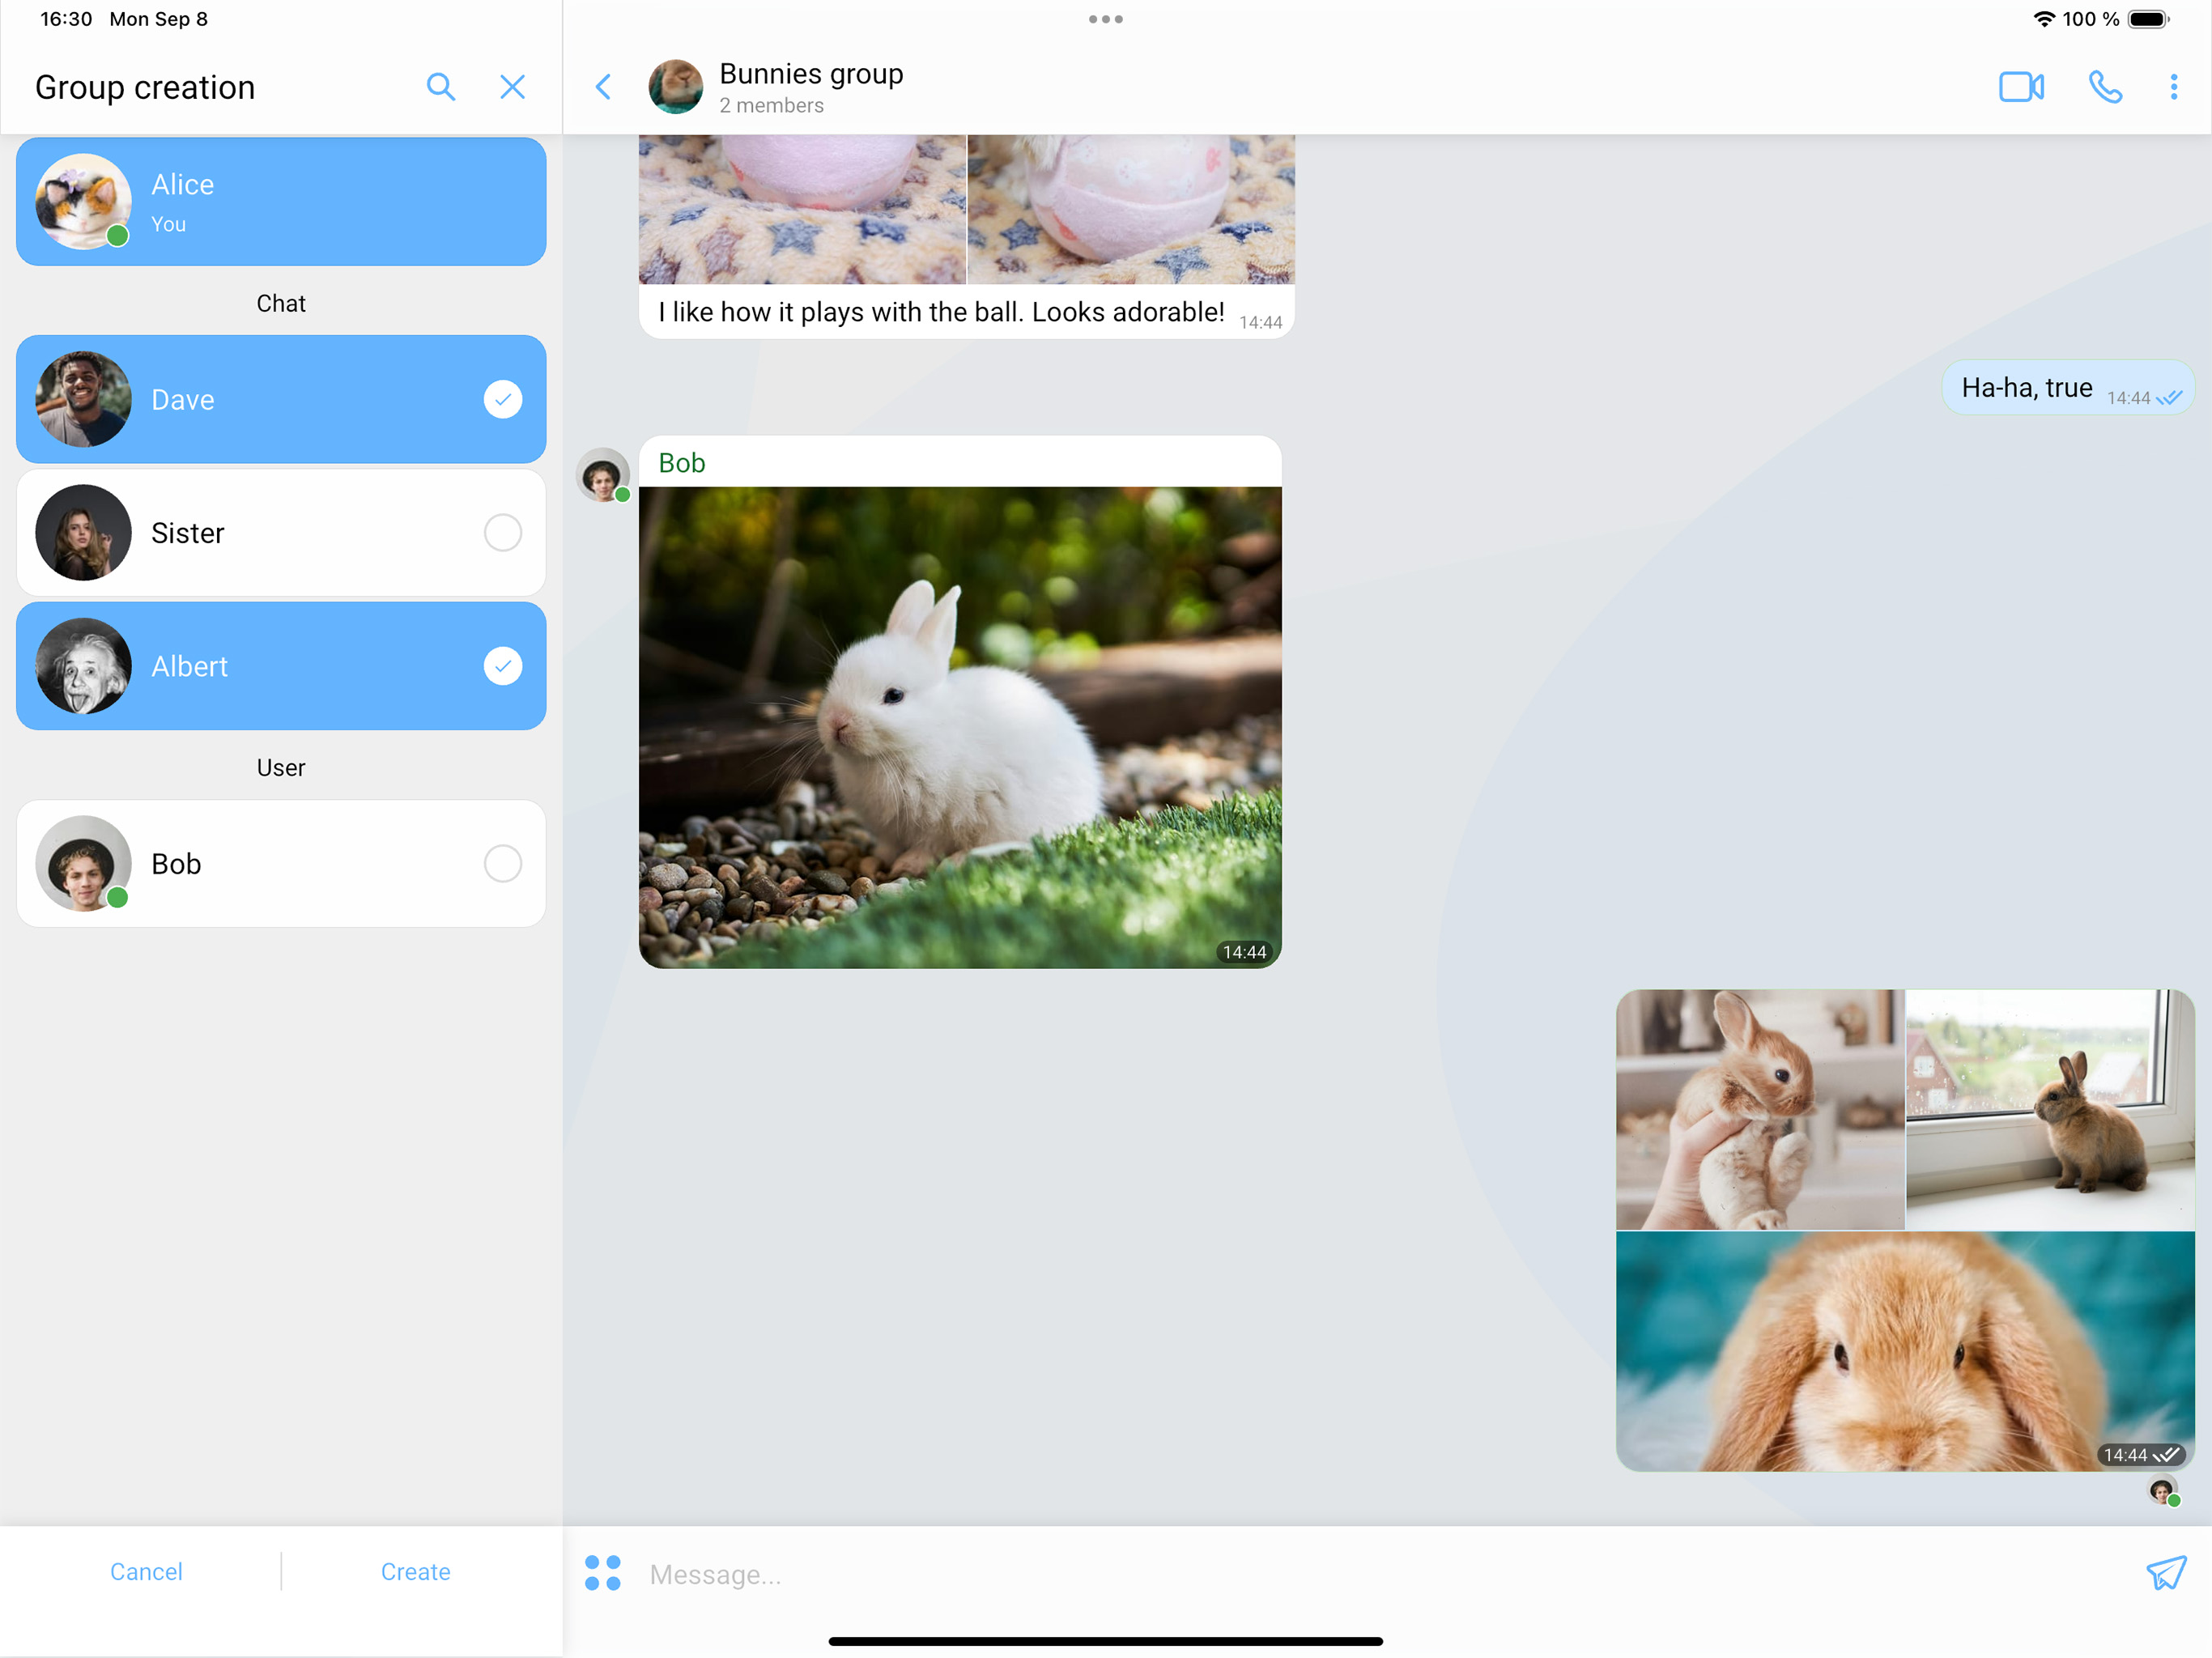 16:30 Mon Sep 8
100 %
Group creation
Alice
You
Chat
Dave
Sister
Albert
User
Bob
Cancel
Create
Bunnies group
2 members
I like how it plays with the ball. Looks adorable! 14:44
Ha-ha, true 14:44
Bob
14:44
14:44
Message...